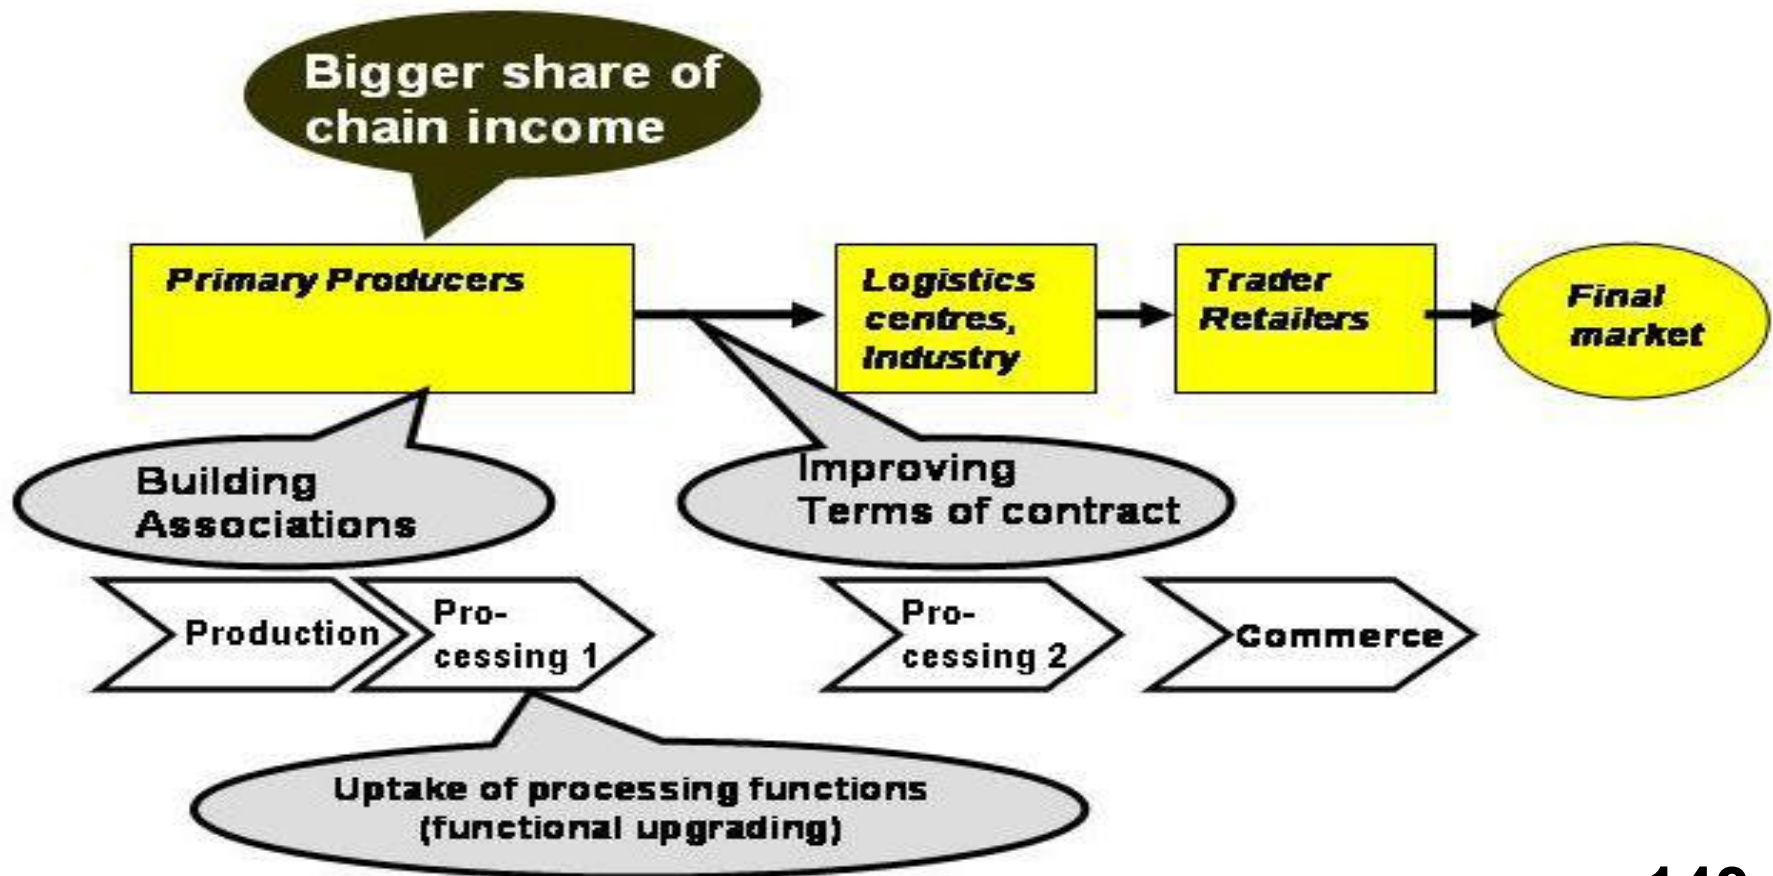 Bigger share of
chain income
Primary Producers
Logistics
centres,
Industry
Trader
Retailers
Final
market
Building
Associations
Improving
Terms of contract
Production
Pro-
cessing 1
Pro-
cessing 2
Commerce
Uptake of processing functions
(functional upgrading)